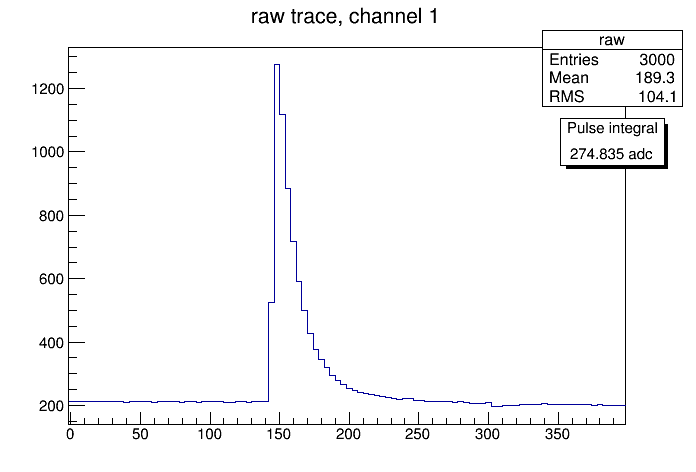 raw trace, channel 1
raw
Entries 3000
Mean 189.3
RMS 104.1
Pulse integral
274.835 adc
1200
1000
800
600
400
200
0 50 100 150 200 250 300 350